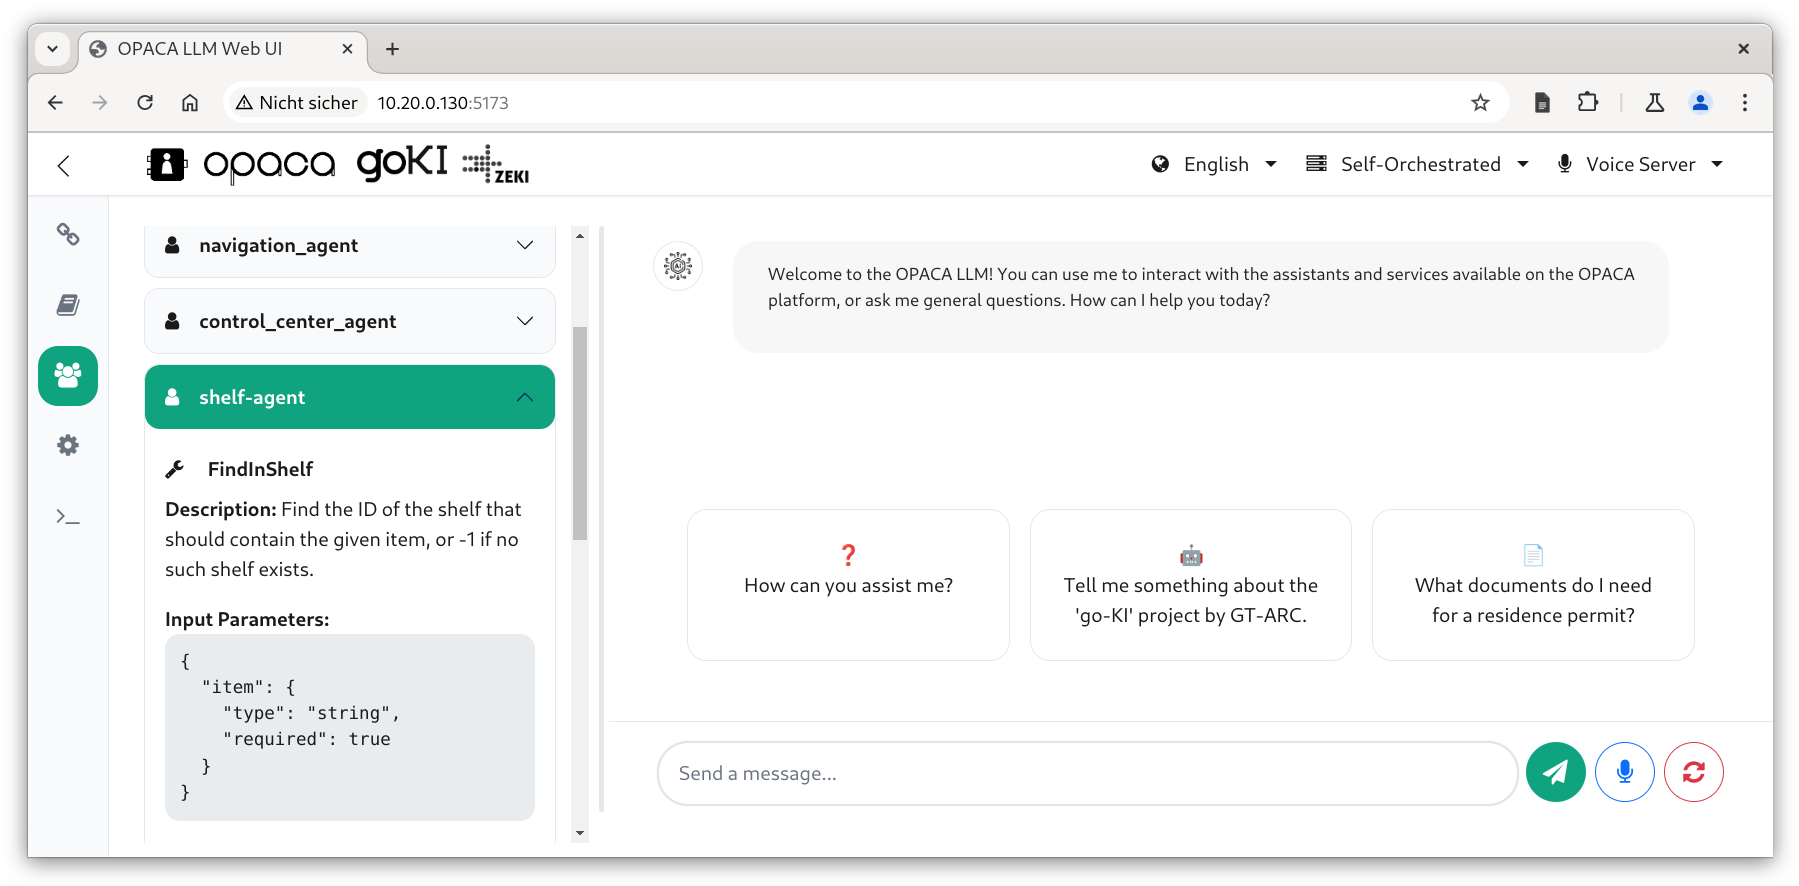 OPACA LLM Web UI
Nicht sicher 10.20.0.130:5173
opaca goKI ZEKI
English Self-Orchestrated Voice Server
navigation_agent
control_center_agent
shelf-agent
FindInShelf
Description: Find the ID of the shelf that
should contain the given item, or -1 if no
such shelf exists.
Input Parameters:
{
"item": {
"type": "string",
"required": true
}
}
AI
Welcome to the OPACA LLM! You can use me to interact with the assistants and services available on the OPACA
platform, or ask me general questions. How can I help you today?
❓
How can you assist me?
Tell me something about the
'go-KI' project by GT-ARC.
What documents do I need
for a residence permit?
Send a message...